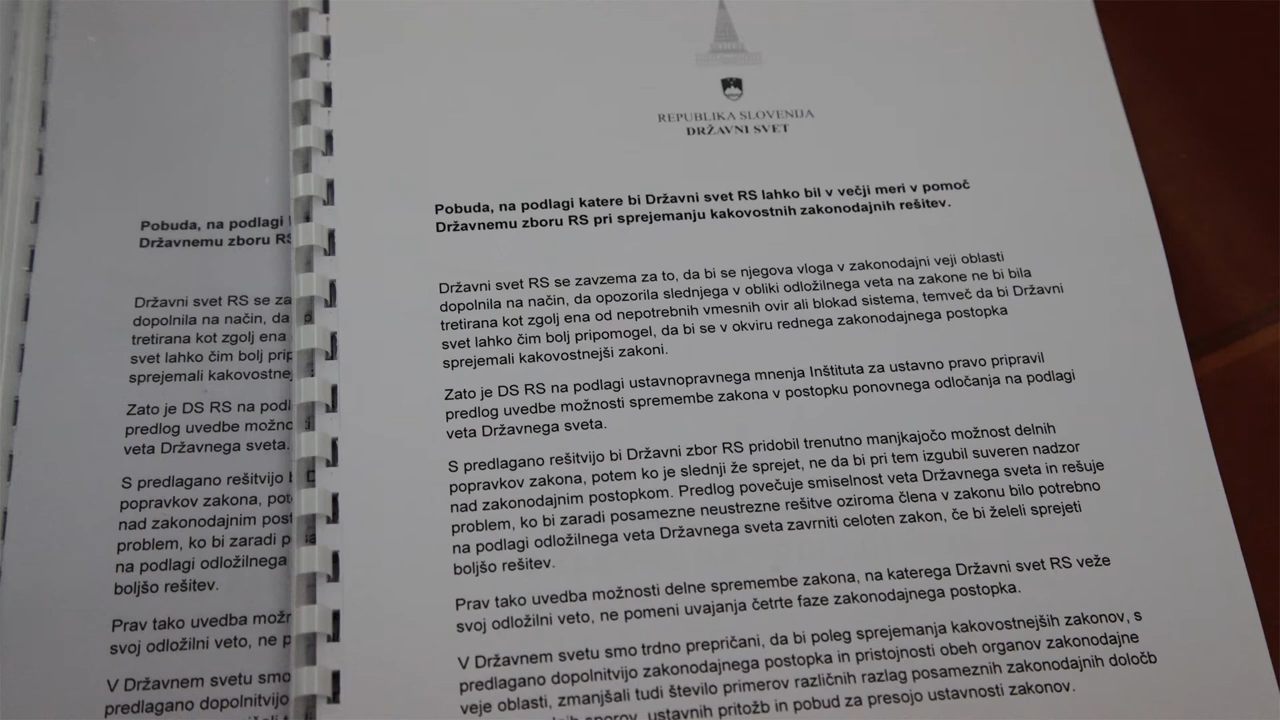 Pobuda, na podlagi
Državnemu zboru RS
Državni svet RS se za
dopolnila na način, da
tretirana kot zgolj ena
svet lahko čim bolj prip
sprejemali kakovostnej
Zato je DS RS na podl
predlog uvedbe možno
veta Državnega sveta.
S predlagano rešitvijo
popravkov zakona, pot
nad zakonodajnim post
problem, ko bi zaradi p
na podlagi odložilnega
boljšo rešitev.
Prav tako uvedba možn
svoj odložilni veto, ne p
V Državnem svetu smo
predlagano dopolnitvijo
REPUBLIKA SLOVENIJA
DRŽAVNI SVET
Pobuda, na podlagi katere bi Državni svet RS lahko bil v večji meri v pomoč
Državnemu zboru RS pri sprejemanju kakovostnih zakonodajnih rešitev.
Državni svet RS se zavzema za to, da bi se njegova vloga v zakonodajni veji oblasti
dopolnila na način, da opozorila slednjega v obliki odložilnega veta na zakone ne bi bila
tretirana kot zgolj ena od nepotrebnih vmesnih ovir ali blokad sistema, temveč da bi Državni
svet lahko čim bolj pripomogel, da bi se v okviru rednega zakonodajnega postopka
sprejemali kakovostnejši zakoni.
Zato je DS RS na podlagi ustavnopravnega mnenja Inštituta za ustavno pravo pripravil
predlog uvedbe možnosti spremembe zakona v postopku ponovnega odločanja na podlagi
veta Državnega sveta.
S predlagano rešitvijo bi Državni zbor RS pridobil trenutno manjkajočo možnost delnih
popravkov zakona, potem ko je slednji že sprejet, ne da bi pri tem izgubil suveren nadzor
nad zakonodajnim postopkom. Predlog povečuje smiselnost veta Državnega sveta in rešuje
problem, ko bi zaradi posamezne neustrezne rešitve oziroma člena v zakonu bilo potrebno
na podlagi odložilnega veta Državnega sveta zavrniti celoten zakon, če bi želeli sprejeti
boljšo rešitev.
Prav tako uvedba možnosti delne spremembe zakona, na katerega Državni svet RS veže
svoj odložilni veto, ne pomeni uvajanja četrte faze zakonodajnega postopka.
V Državnem svetu smo trdno prepričani, da bi poleg sprejemanja kakovostnejših zakonov, s
predlagano dopolnitvijo zakonodajnega postopka in pristojnosti obeh organov zakonodajne
veje oblasti, zmanjšali tudi število primerov različnih razlag posameznih zakonodajnih določb
sporov, ustavnih pritožb in pobud za presojo ustavnosti zakonov.